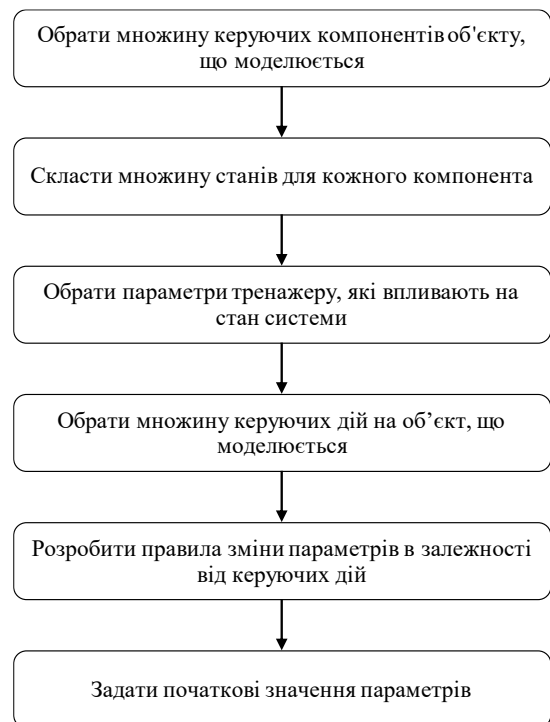 Обрати множину керуючих компонентів об'єкту,
що моделюється
Скласти множину станів для кожного компонента
Обрати параметри тренажеру, які впливають на
стан системи
Обрати множину керуючих дій на об’єкт, що
моделюється
Розробити правила зміни параметрів в залежності
від керуючих дій
Задати початкові значення параметрів